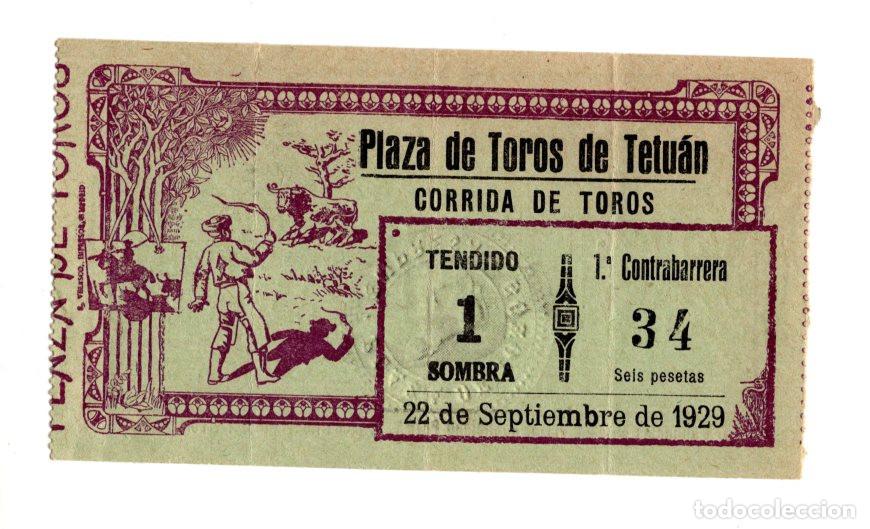 PLAZA DE TOROS
Plaza de Toros de Tetuán
CORRIDA DE TOROS
TENDIDO
1
SOMBRA
1.ª Contrabarrera
34
Seis pesetas
22 de Septiembre de 1929
todocoleccion